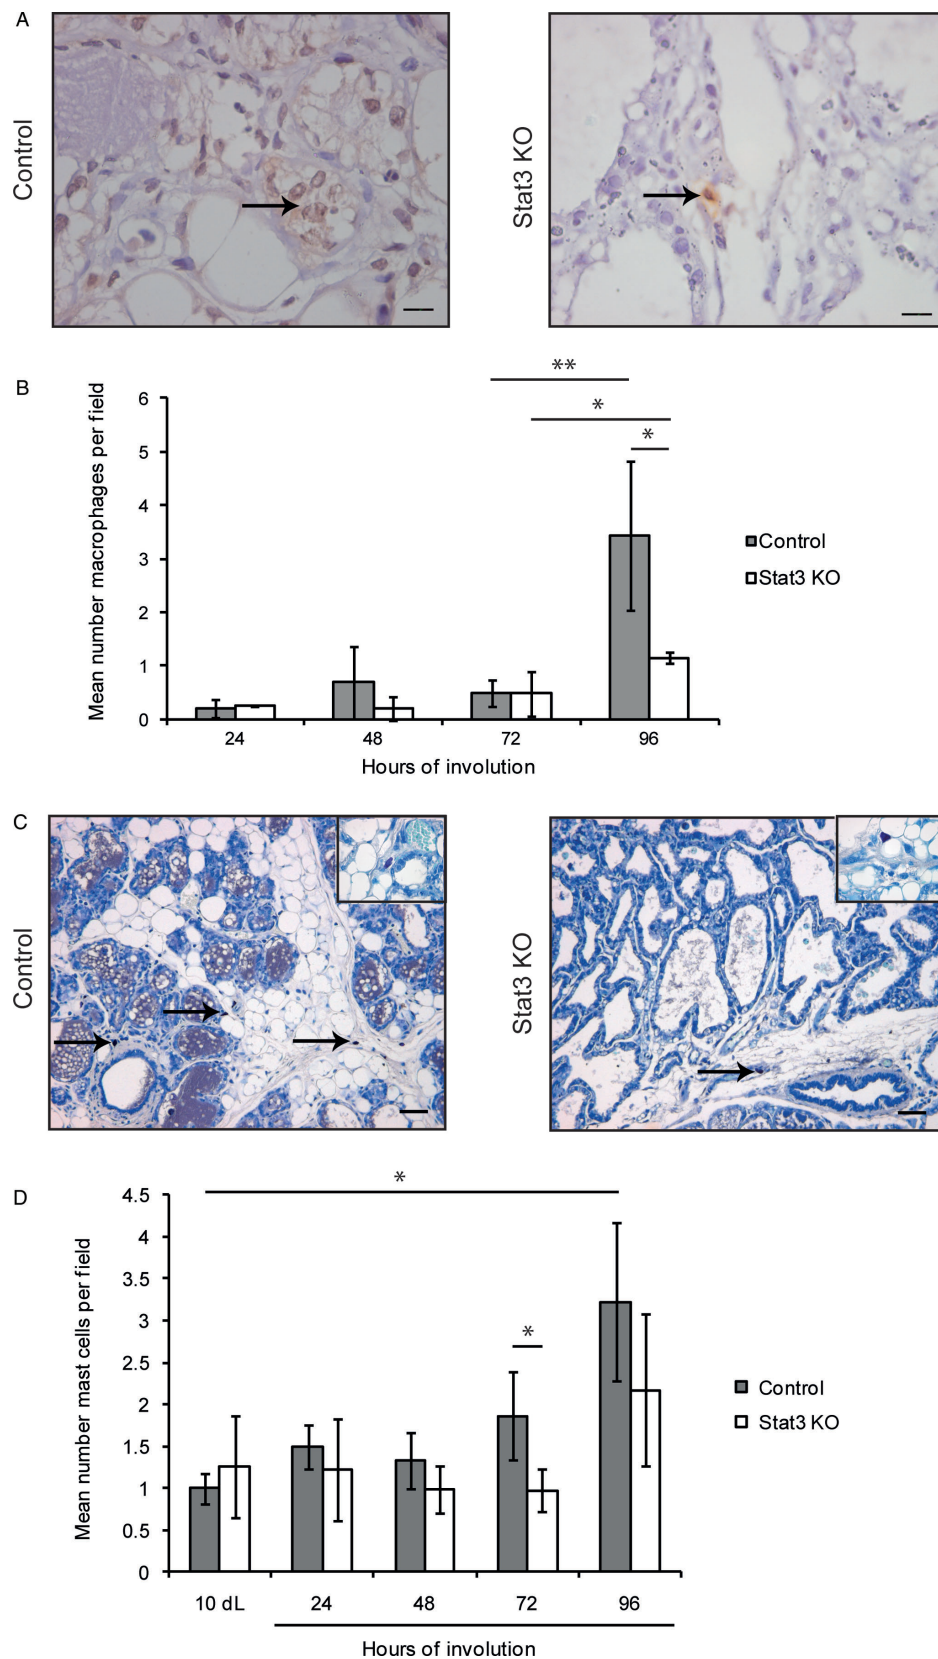 A
Control
Stat3 KO
B
**
*
*
Mean number macrophages per field
6
5
4
3
2
1
0
24
48
72
96
Hours of involution
Control
Stat3 KO
C
Control
Stat3 KO
D
*
*
Mean number mast cells per field
4.5
4
3.5
3
2.5
2
1.5
1
0.5
0
10 dL
24
48
72
96
Hours of involution
Control
Stat3 KO